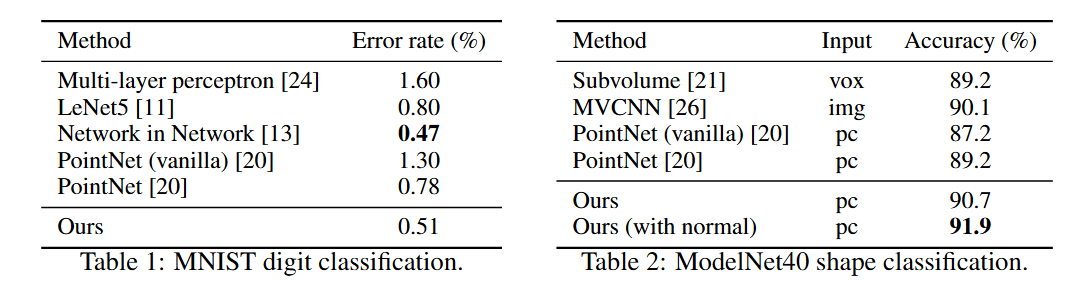 Method Error rate (%)
Multi-layer perceptron [24] 1.60
LeNet5 [11] 0.80
Network in Network [13] 0.47
PointNet (vanilla) [20] 1.30
PointNet [20] 0.78
Ours 0.51
Table 1: MNIST digit classification.
Method Input Accuracy (%)
Subvolume [21] vox 89.2
MVCNN [26] img 90.1
PointNet (vanilla) [20] pc 87.2
PointNet [20] pc 89.2
Ours pc 90.7
Ours (with normal) pc 91.9
Table 2: ModelNet40 shape classification.